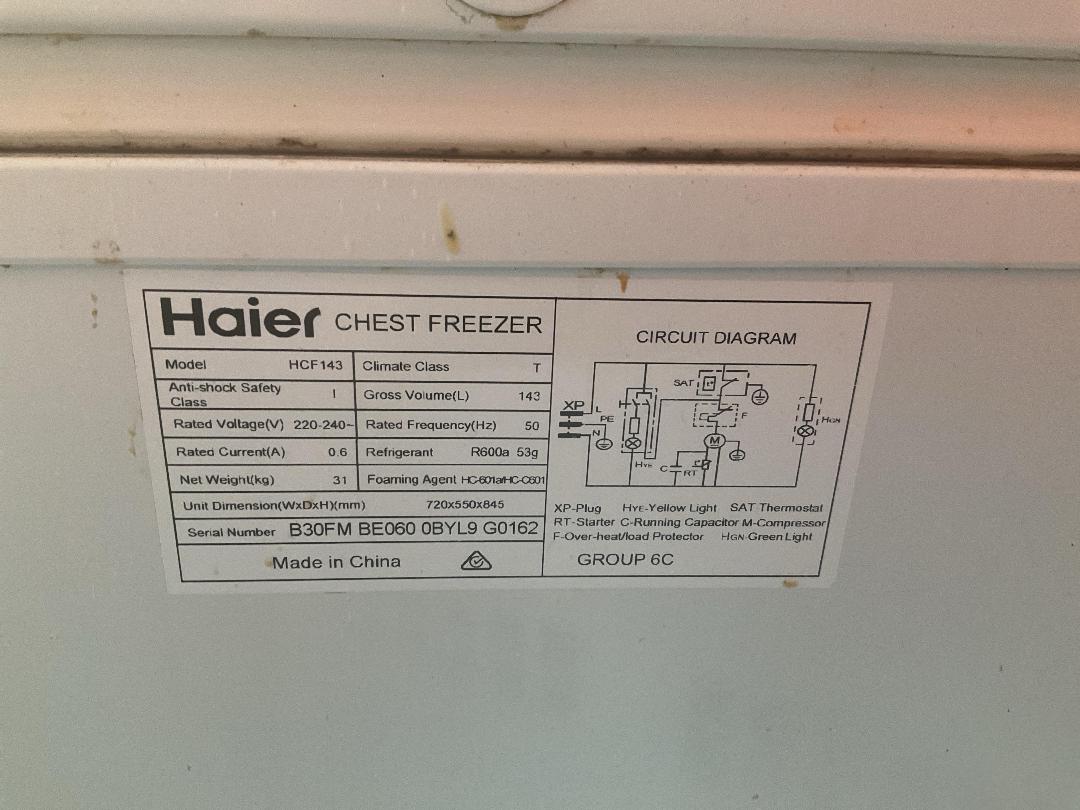 Haier CHEST FREEZER
Model HCF143 Climate Class T
Anti-shock Safety Class I Gross Volume(L) 143
Rated Voltage(V) 220-240~ Rated Frequency(Hz) 50
Rated Current(A) 0.6 Refrigerant R600a 53g
Net Weight(kg) 31 Foaming Agent HC-601a/HC-C601
Unit Dimension(WxDxH)(mm) 720x550x845
Serial Number B30FM BE060 0BYL9 G0162
Made in China
CIRCUIT DIAGRAM
SAT
XP
L
PE
N
F
M
HGN
HYE
C
RT
XP-Plug HYE-Yellow Light SAT Thermostat
RT-Starter C-Running Capacitor M-Compressor
F-Over-heat/load Protector HGN-Green Light
GROUP 6C